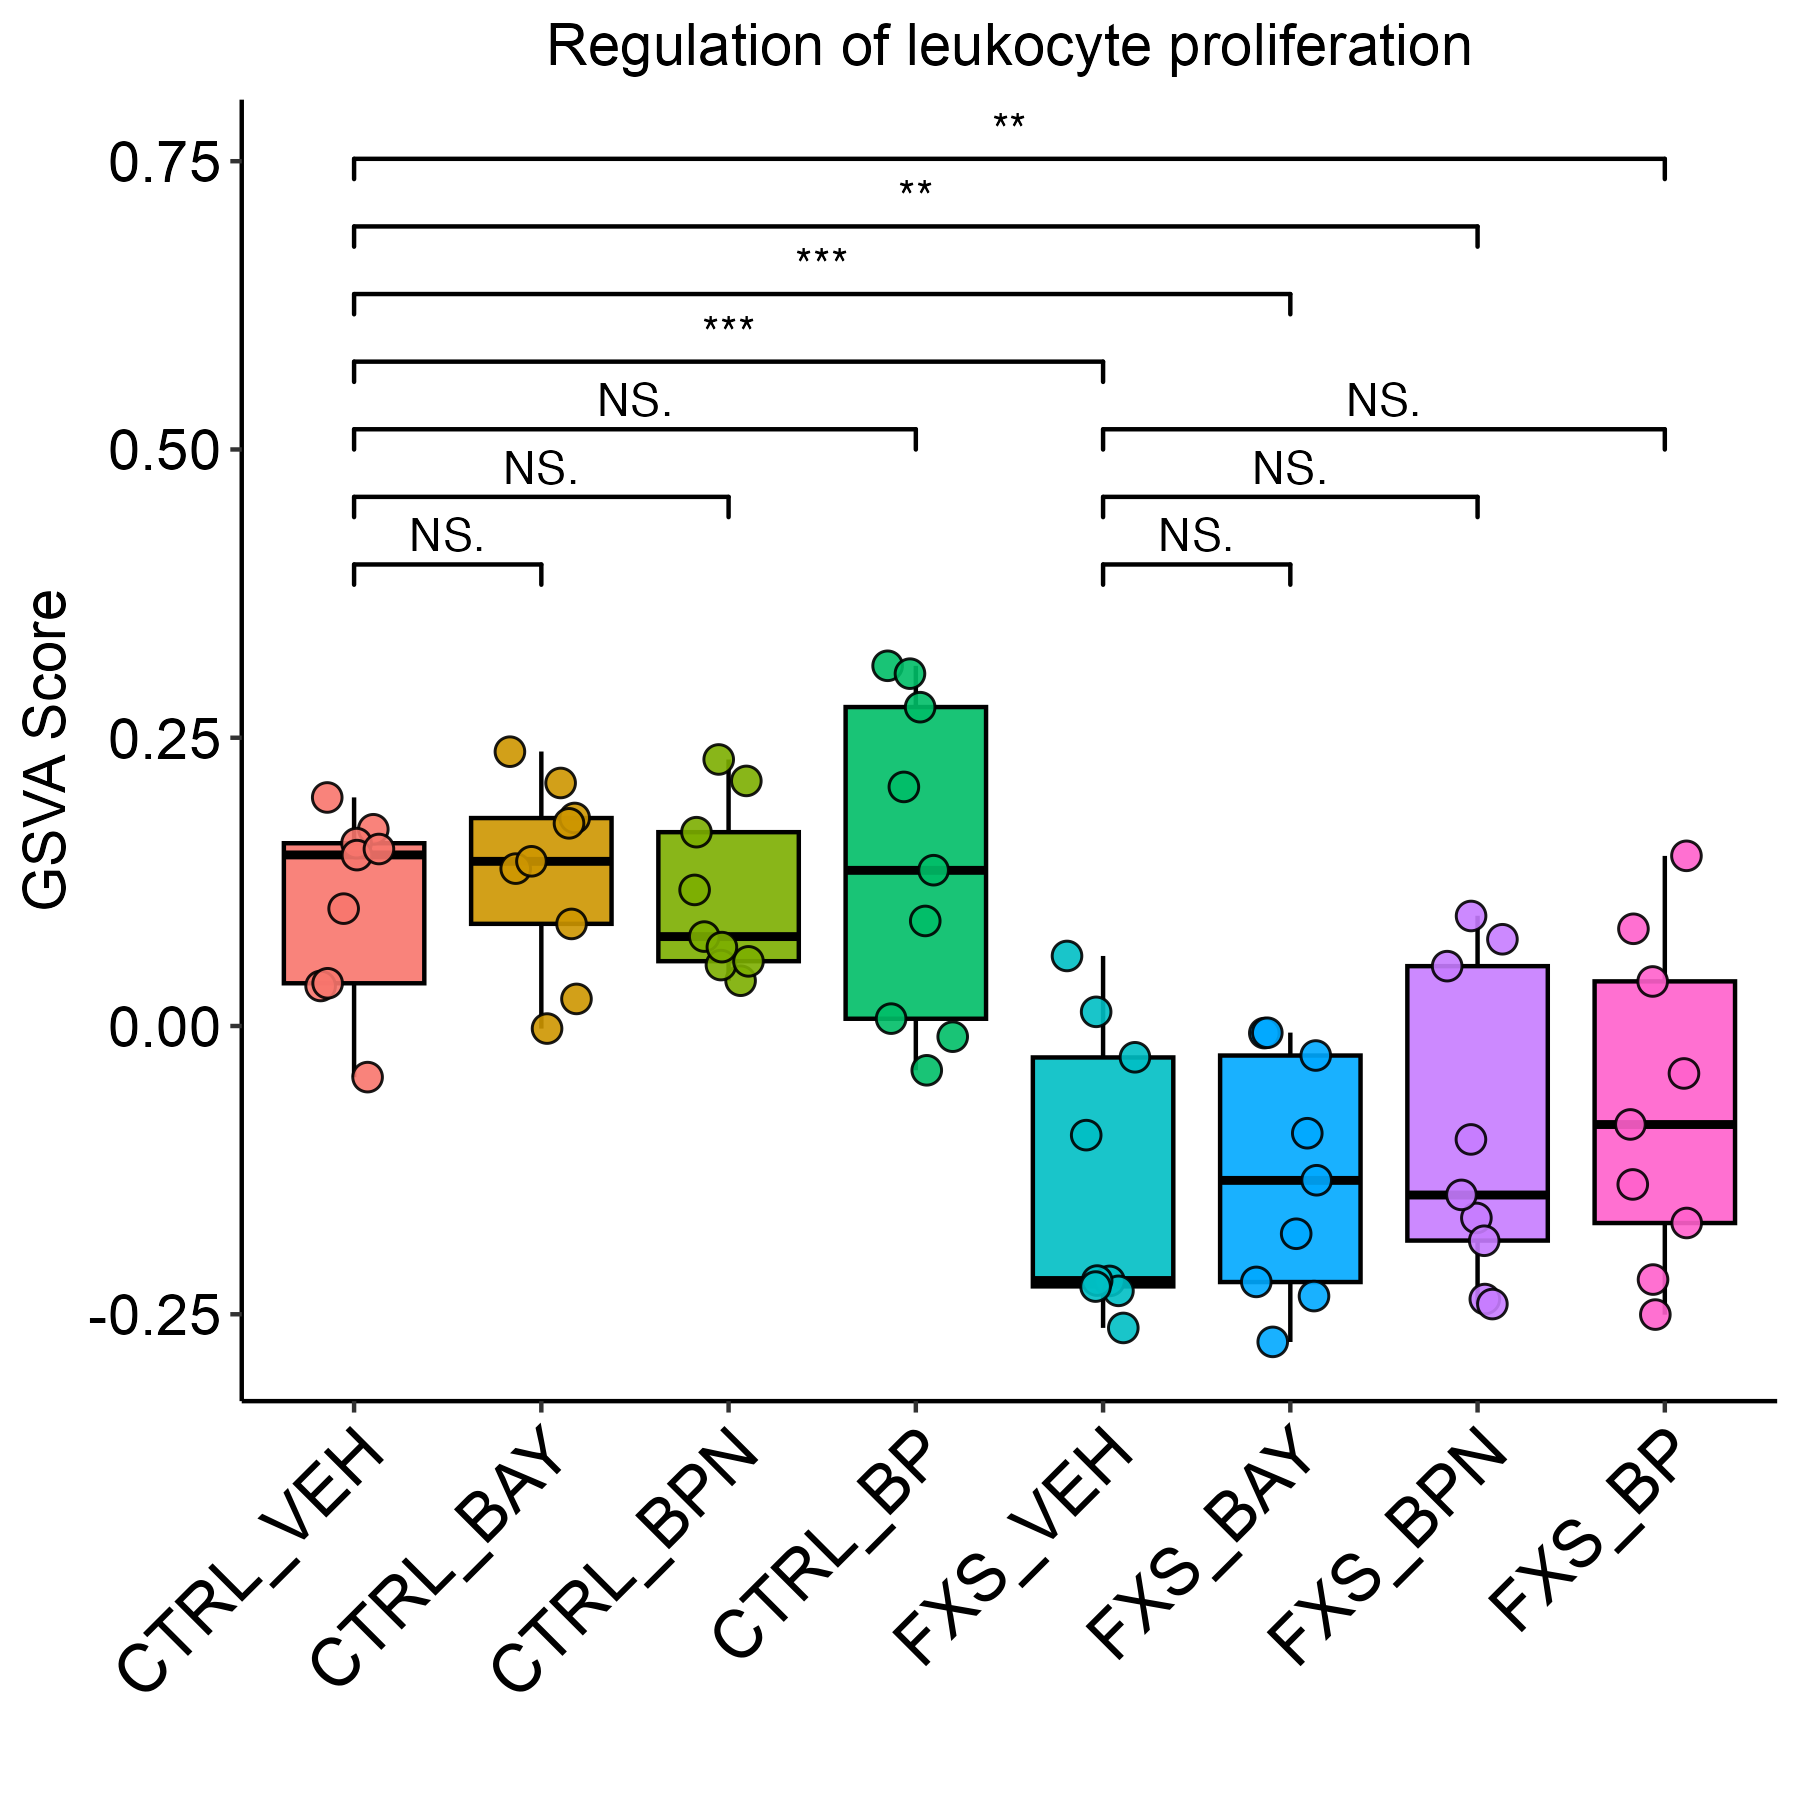 Regulation of leukocyte proliferation
**
0.75
**
***
***
NS.
NS.
0.50
NS.
NS.
NS.
NS.
GSVA Score
0.25
0.00
-0.25
CTRL_VEH
CTRL_BAY
CTRL_BPN
CTRL_BP
FXS_VEH
FXS_BAY
FXS_BPN
FXS_BP